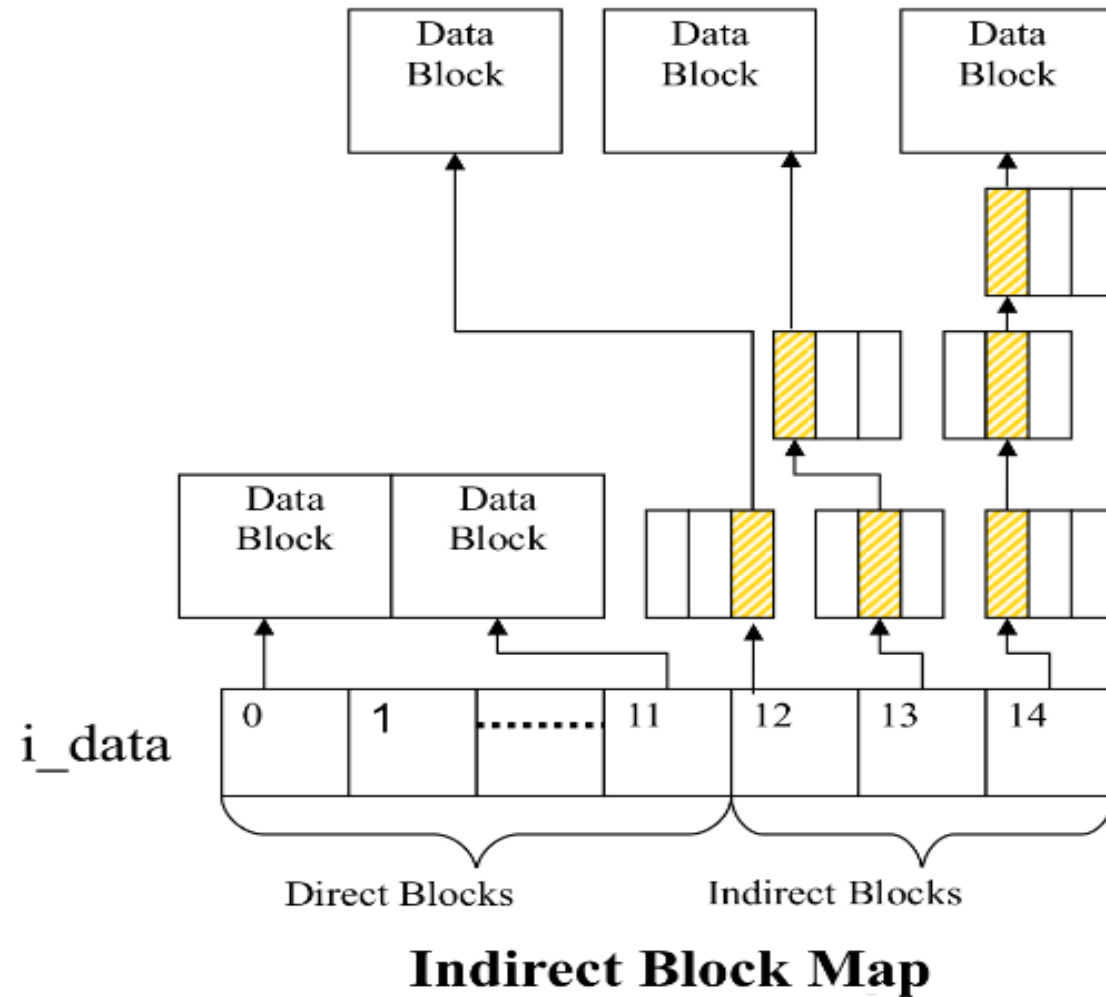 Data
Block
Data
Block
Data
Block
Data
Block
Data
Block
i_data
0
1
11
12
13
14
Direct Blocks
Indirect Blocks
Indirect Block Map